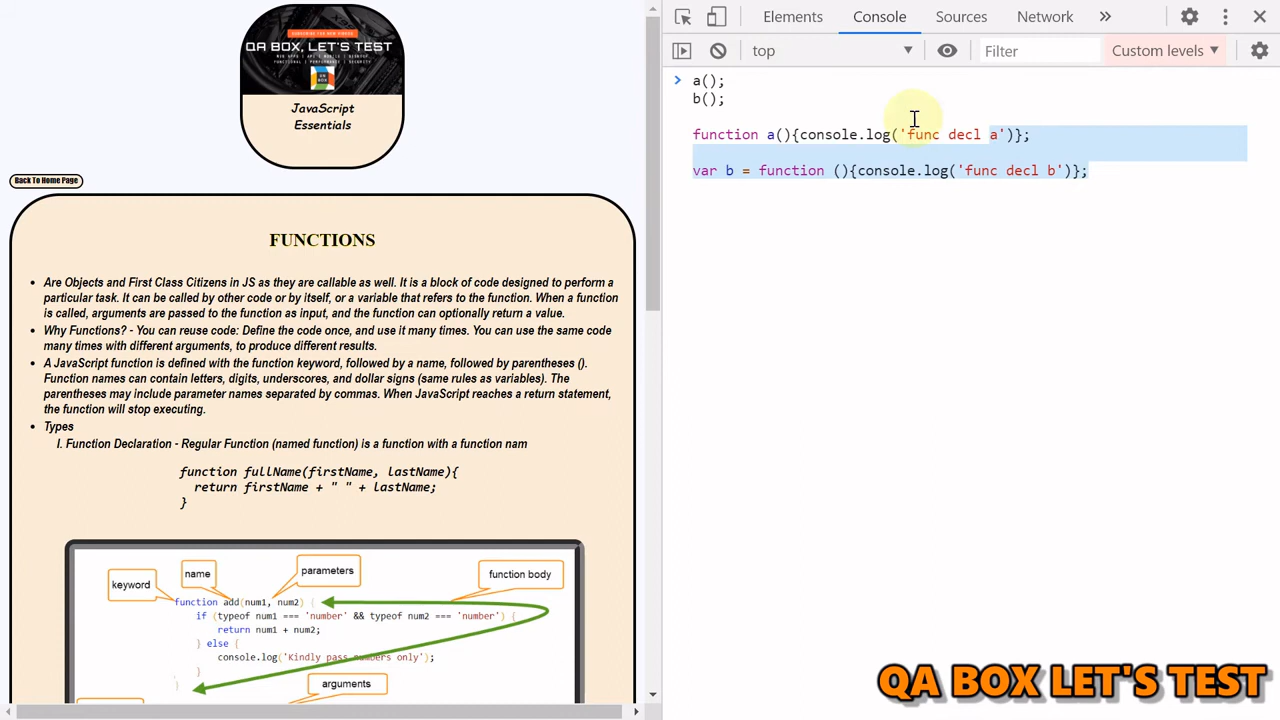 SUBSCRIBE FOR MORE VIDEOS
QA BOX, LET'S TEST
JavaScript
Essentials
Back To Home Page
FUNCTIONS
• Are Objects and First Class Citizens in JS as they are callable as well. It is a block of code designed to perform a
particular task. It can be called by other code or by itself, or a variable that refers to the function. When a function
is called, arguments are passed to the function as input, and the function can optionally return a value.
• Why Functions? - You can reuse code: Define the code once, and use it many times. You can use the same code
many times with different arguments, to produce different results.
• A JavaScript function is defined with the function keyword, followed by a name, followed by parentheses ().
Function names can contain letters, digits, underscores, and dollar signs (same rules as variables). The
parentheses may include parameter names separated by commas. When JavaScript reaches a return statement,
the function will stop executing.
• Types
I. Function Declaration - Regular Function (named function) is a function with a function nam
function fullName(firstName, lastName){
return firstName + " " + lastName;
}
keyword
name
parameters
function body
function add(num1, num2) {
if (typeof num1 === 'number' && typeof num2 === 'number') {
return num1 + num2;
} else {
console.log('Kindly pass numbers only');
}
}
arguments
Elements Console Sources Network »
top Filter Custom levels
> a();
b();
function a(){console.log('func decl a')};
var b = function (){console.log('func decl b')};
QA BOX LET'S TEST